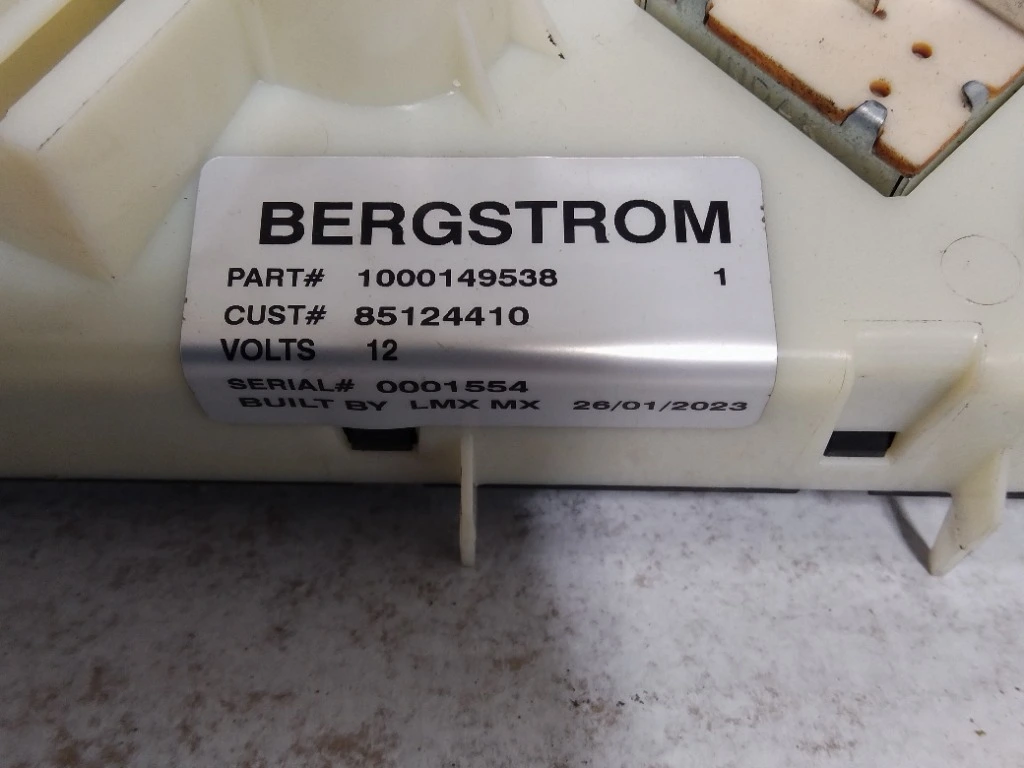 BERGSTROM
PART# 1000149538 1
CUST# 85124410
VOLTS 12
SERIAL# 0001554
BUILT BY LMX MX 26/01/2023